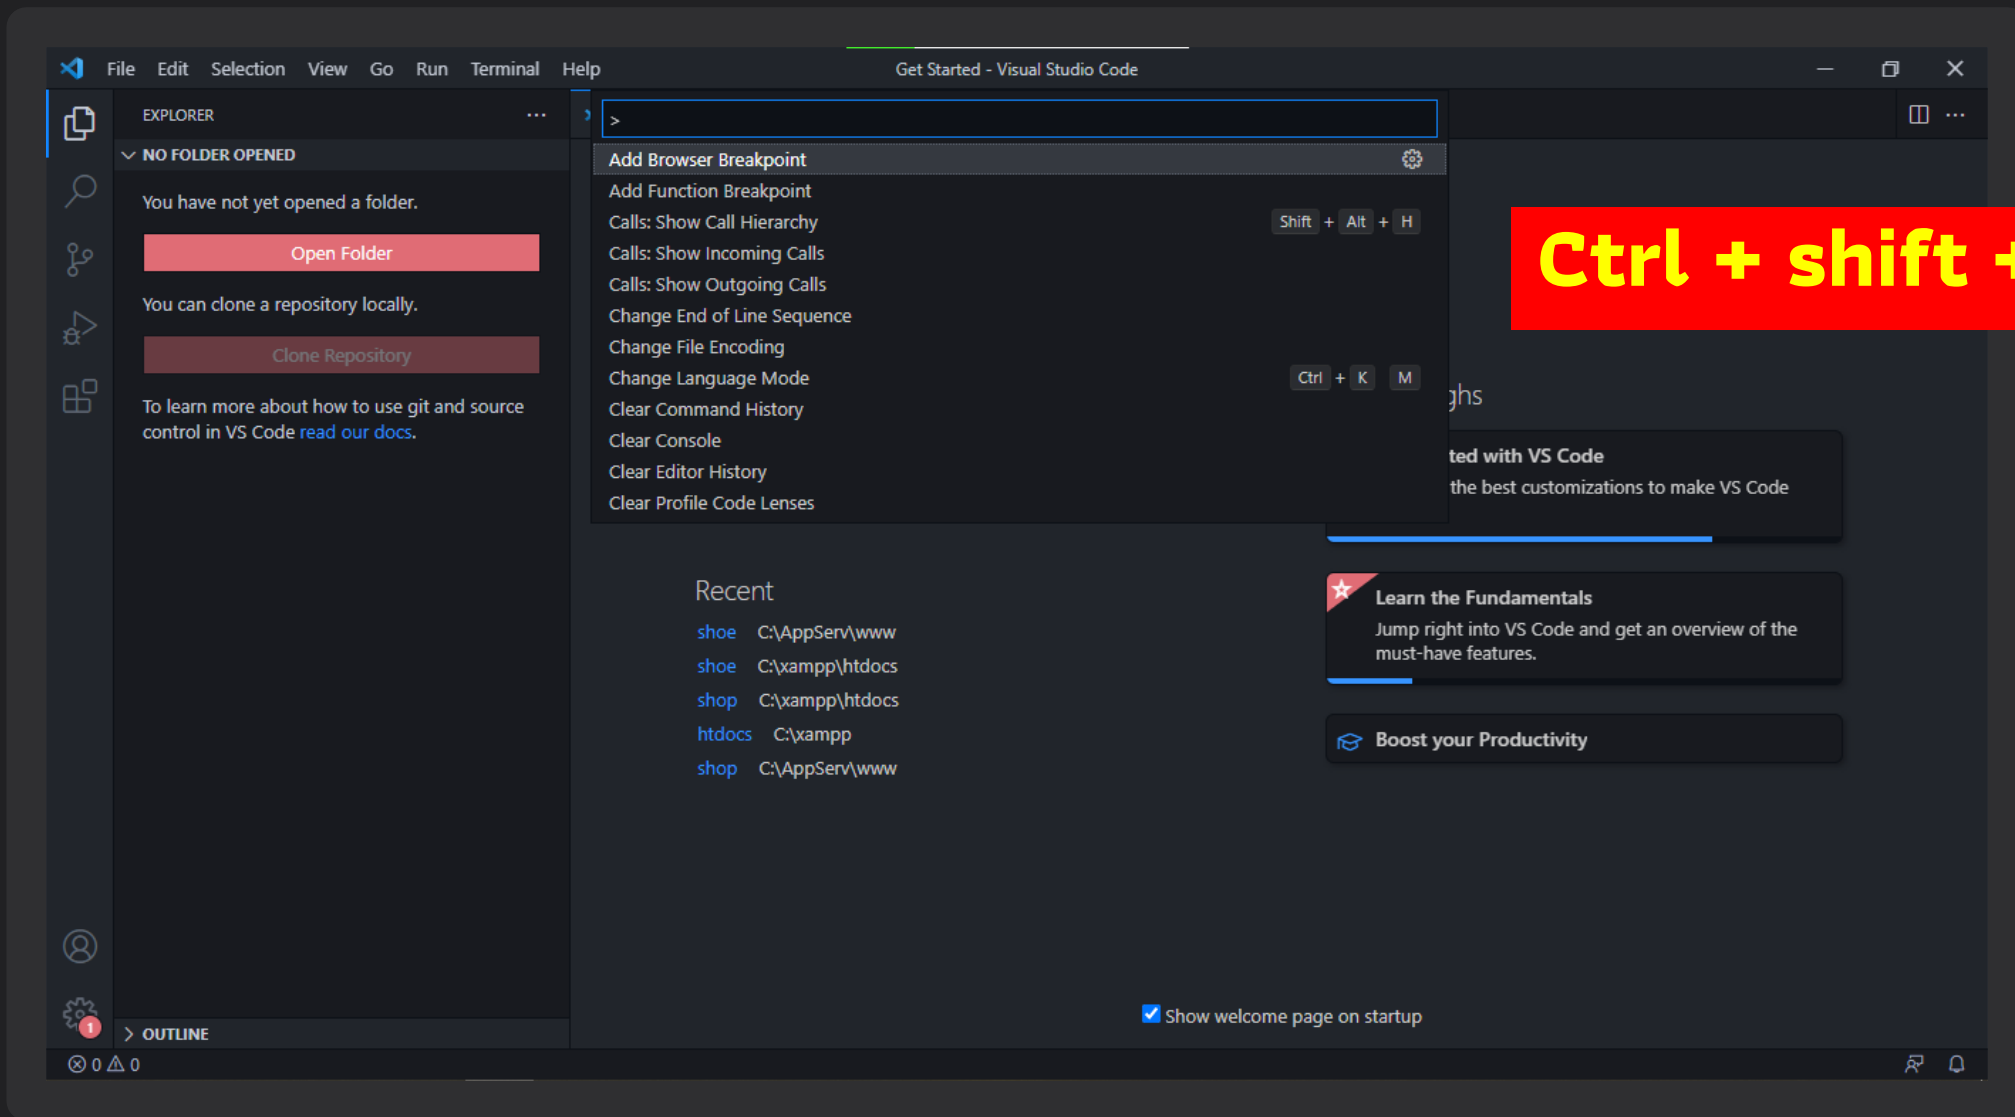 File Edit Selection View Go Run Terminal Help
Get Started - Visual Studio Code
EXPLORER
NO FOLDER OPENED
You have not yet opened a folder.
Open Folder
You can clone a repository locally.
Clone Repository
To learn more about how to use git and source
control in VS Code read our docs.
OUTLINE
>
Add Browser Breakpoint
Add Function Breakpoint
Calls: Show Call Hierarchy Shift + Alt + H
Calls: Show Incoming Calls
Calls: Show Outgoing Calls
Change End of Line Sequence
Change File Encoding
Change Language Mode Ctrl + K M
Clear Command History
Clear Console
Clear Editor History
Clear Profile Code Lenses
Ctrl + shift +
ghs
ted with VS Code
the best customizations to make VS Code
Recent
shoe C:\AppServ\www
shoe C:\xampp\htdocs
shop C:\xampp\htdocs
htdocs C:\xampp
shop C:\AppServ\www
Learn the Fundamentals
Jump right into VS Code and get an overview of the
must-have features.
Boost your Productivity
Show welcome page on startup
1
0 0